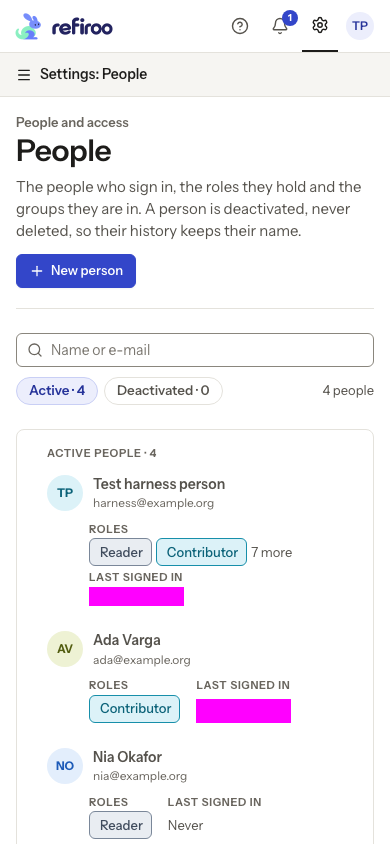 refiroo
1
TP
Settings: People
People and access
People
The people who sign in, the roles they hold and the
groups they are in. A person is deactivated, never
deleted, so their history keeps their name.
New person
Name or e-mail
Active · 4
Deactivated · 0
4 people
ACTIVE PEOPLE · 4
TP
Test harness person
harness@example.org
ROLES
Reader Contributor 7 more
LAST SIGNED IN
AV
Ada Varga
ada@example.org
ROLES LAST SIGNED IN
Contributor
NO
Nia Okafor
nia@example.org
ROLES LAST SIGNED IN
Reader Never